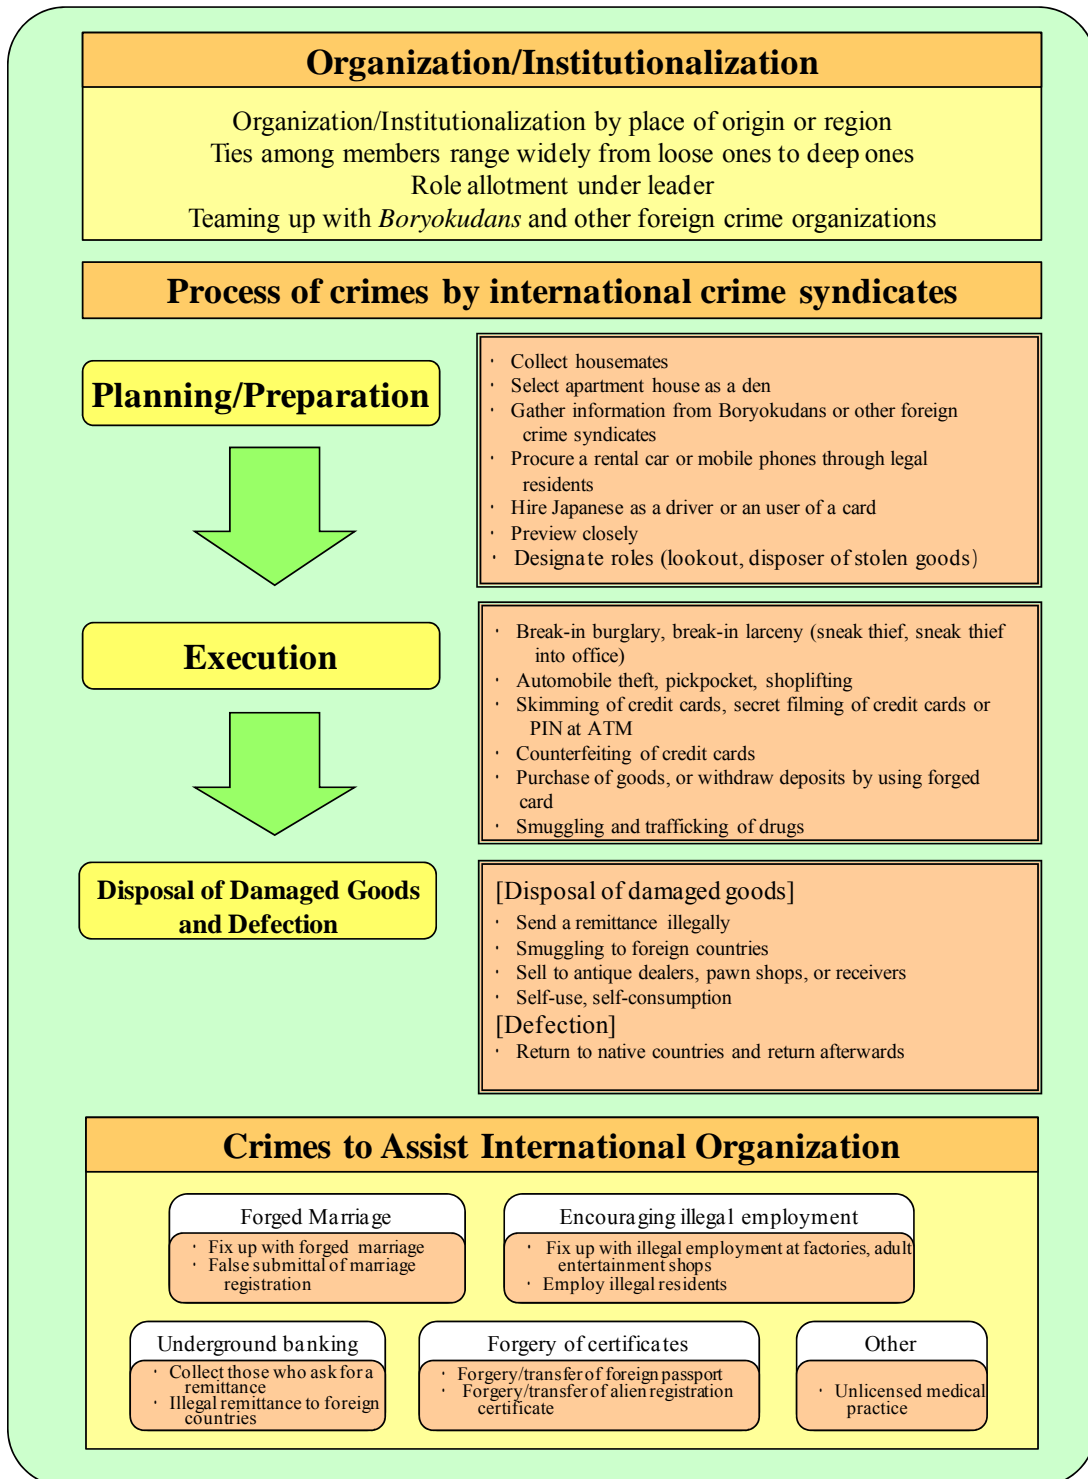 Organization/Institutionalization
Organization/Institutionalization by place of origin or region
Ties among members range widely from loose ones to deep ones
Role allotment under leader
Teaming up with Boryokudans and other foreign crime organizations
Process of crimes by international crime syndicates
Planning/Preparation
· Collect housemates
· Select apartment house as a den
· Gather information from Boryokudans or other foreign
crime syndicates
· Procure a rental car or mobile phones through legal
residents
· Hire Japanese as a driver or an user of a card
· Preview closely
· Designate roles (lookout, disposer of stolen goods)
Execution
· Break-in burglary, break-in larceny (sneak thief, sneak thief
into office)
· Automobile theft, pickpocket, shoplifting
· Skimming of credit cards, secret filming of credit cards or
PIN at ATM
· Counterfeiting of credit cards
· Purchase of goods, or withdraw deposits by using forged
card
· Smuggling and trafficking of drugs
Disposal of Damaged Goods
and Defection
[Disposal of damaged goods]
· Send a remittance illegally
· Smuggling to foreign countries
· Sell to antique dealers, pawn shops, or receivers
· Self-use, self-consumption
[Defection]
· Return to native countries and return afterwards
Crimes to Assist International Organization
Forged Marriage
· Fix up with forged marriage
· False submittal of marriage
registration
Encouraging illegal employment
· Fix up with illegal employment at factories, adult
entertainment shops
· Employ illegal residents
Underground banking
· Collect those who ask for a
remittance
· Illegal remittance to foreign
countries
Forgery of certificates
· Forgery/transfer of foreign passport
· Forgery/transfer of alien registration
certificate
Other
· Unlicensed medical
practice